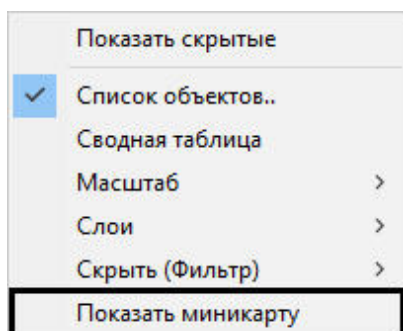 Показать скрытые
Список объектов..
Сводная таблица
Масштаб
Слои
Скрыть (Фильтр)
Показать миникарту